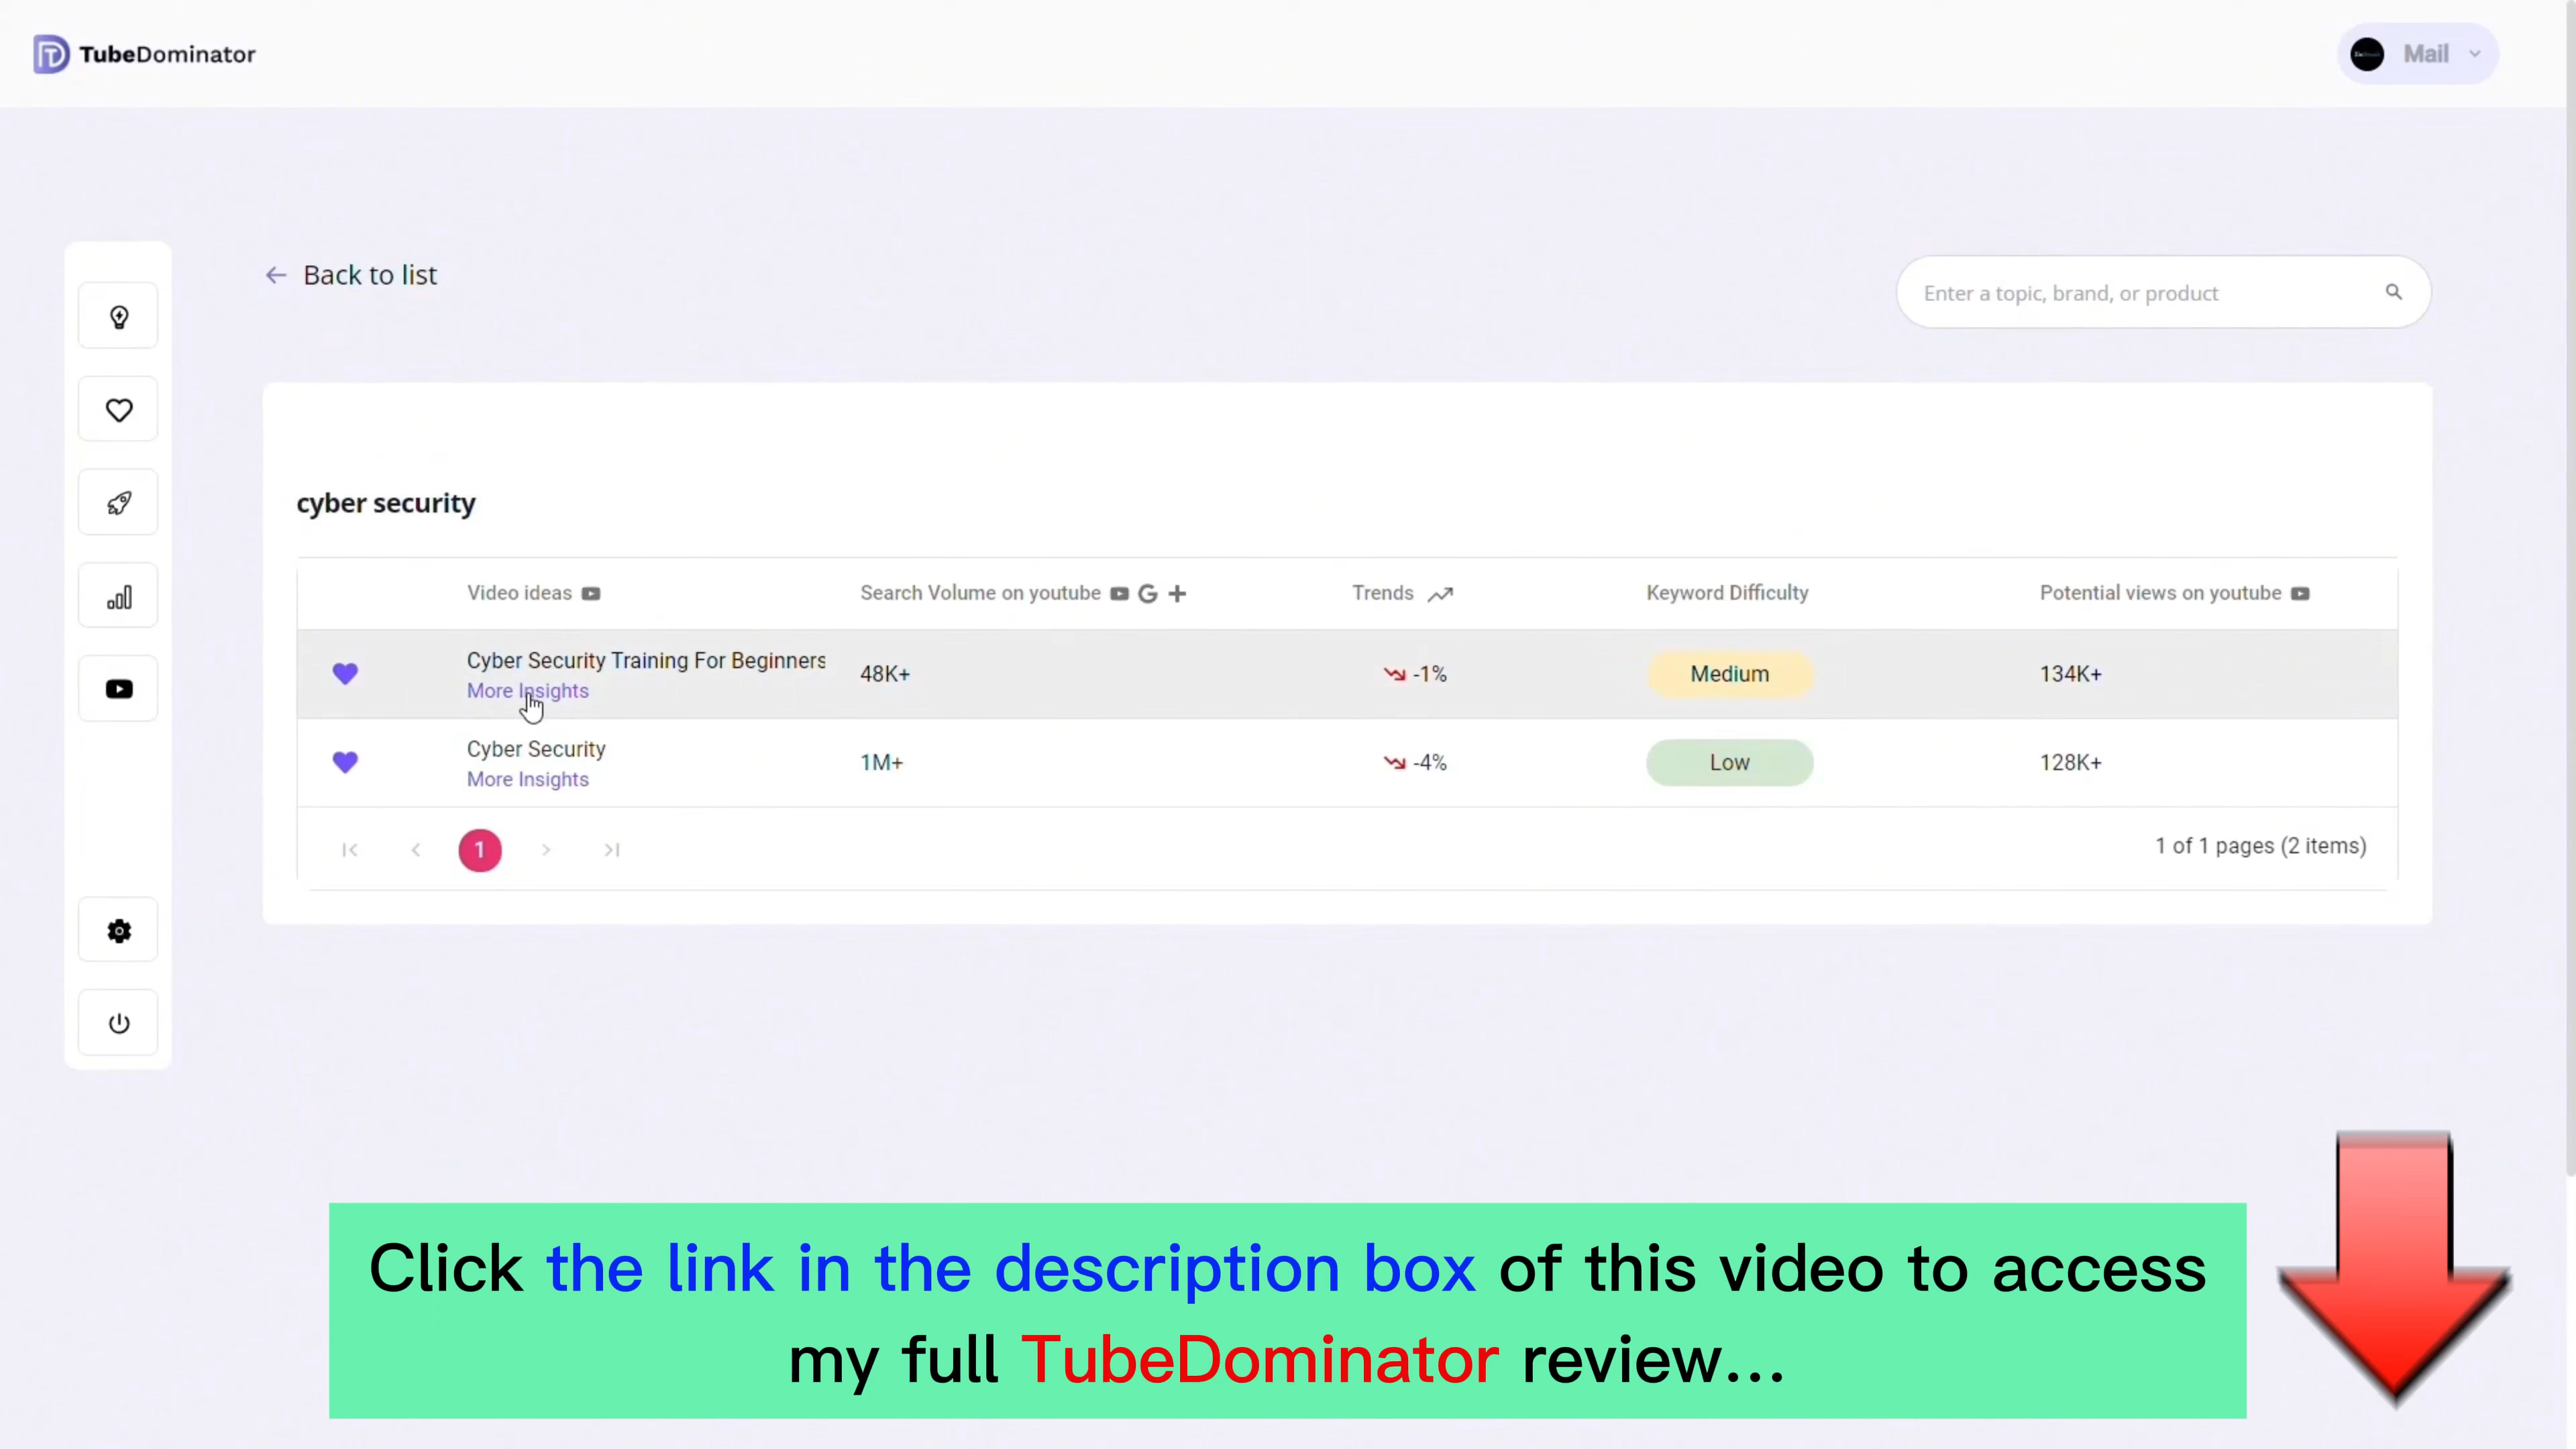 TubeDominator
Mail
Back to list
Enter a topic, brand, or product
cyber security
Video ideas
Search Volume on youtube
Trends
Keyword Difficulty
Potential views on youtube
Cyber Security Training For Beginners
More Insights
48K+
-1%
Medium
134K+
Cyber Security
More Insights
1M+
-4%
Low
128K+
1
1 of 1 pages (2 items)
Click the link in the description box of this video to access
my full TubeDominator review...